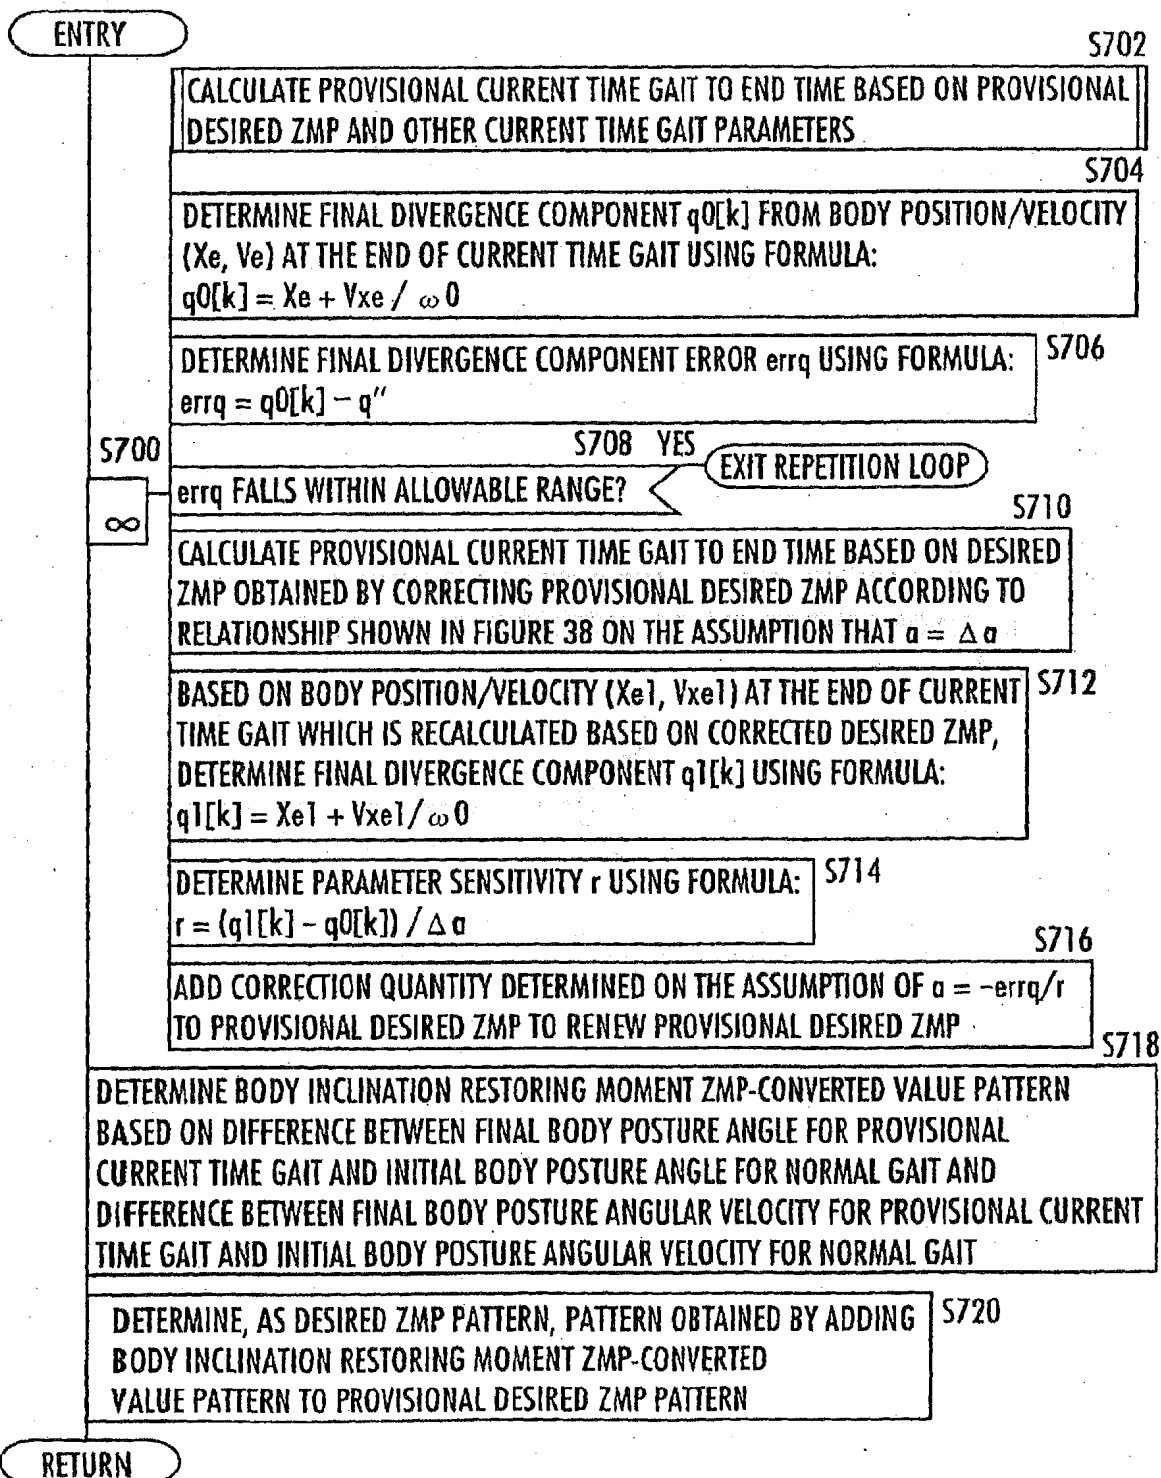 ENTRY
S702
CALCULATE PROVISIONAL CURRENT TIME GAIT TO END TIME BASED ON PROVISIONAL
DESIRED ZMP AND OTHER CURRENT TIME GAIT PARAMETERS
S704
DETERMINE FINAL DIVERGENCE COMPONENT q0[k] FROM BODY POSITION/VELOCITY
(Xe, Ve) AT THE END OF CURRENT TIME GAIT USING FORMULA:
q0[k] = Xe + Vxe / ω0
S706
DETERMINE FINAL DIVERGENCE COMPONENT ERROR errq USING FORMULA:
errq = q0[k] − q″
S700
∞
S708 YES
errq FALLS WITHIN ALLOWABLE RANGE?
EXIT REPETITION LOOP
S710
CALCULATE PROVISIONAL CURRENT TIME GAIT TO END TIME BASED ON DESIRED
ZMP OBTAINED BY CORRECTING PROVISIONAL DESIRED ZMP ACCORDING TO
RELATIONSHIP SHOWN IN FIGURE 38 ON THE ASSUMPTION THAT a = Δa
S712
BASED ON BODY POSITION/VELOCITY (Xe1, Vxe1) AT THE END OF CURRENT
TIME GAIT WHICH IS RECALCULATED BASED ON CORRECTED DESIRED ZMP,
DETERMINE FINAL DIVERGENCE COMPONENT q1[k] USING FORMULA:
q1[k] = Xe1 + Vxe1/ω0
S714
DETERMINE PARAMETER SENSITIVITY r USING FORMULA:
r = (q1[k] − q0[k]) / Δa
S716
ADD CORRECTION QUANTITY DETERMINED ON THE ASSUMPTION OF a = −errq/r
TO PROVISIONAL DESIRED ZMP TO RENEW PROVISIONAL DESIRED ZMP
S718
DETERMINE BODY INCLINATION RESTORING MOMENT ZMP-CONVERTED VALUE PATTERN
BASED ON DIFFERENCE BETWEEN FINAL BODY POSTURE ANGLE FOR PROVISIONAL
CURRENT TIME GAIT AND INITIAL BODY POSTURE ANGLE FOR NORMAL GAIT AND
DIFFERENCE BETWEEN FINAL BODY POSTURE ANGULAR VELOCITY FOR PROVISIONAL CURRENT
TIME GAIT AND INITIAL BODY POSTURE ANGULAR VELOCITY FOR NORMAL GAIT
S720
DETERMINE, AS DESIRED ZMP PATTERN, PATTERN OBTAINED BY ADDING
BODY INCLINATION RESTORING MOMENT ZMP-CONVERTED
VALUE PATTERN TO PROVISIONAL DESIRED ZMP PATTERN
RETURN